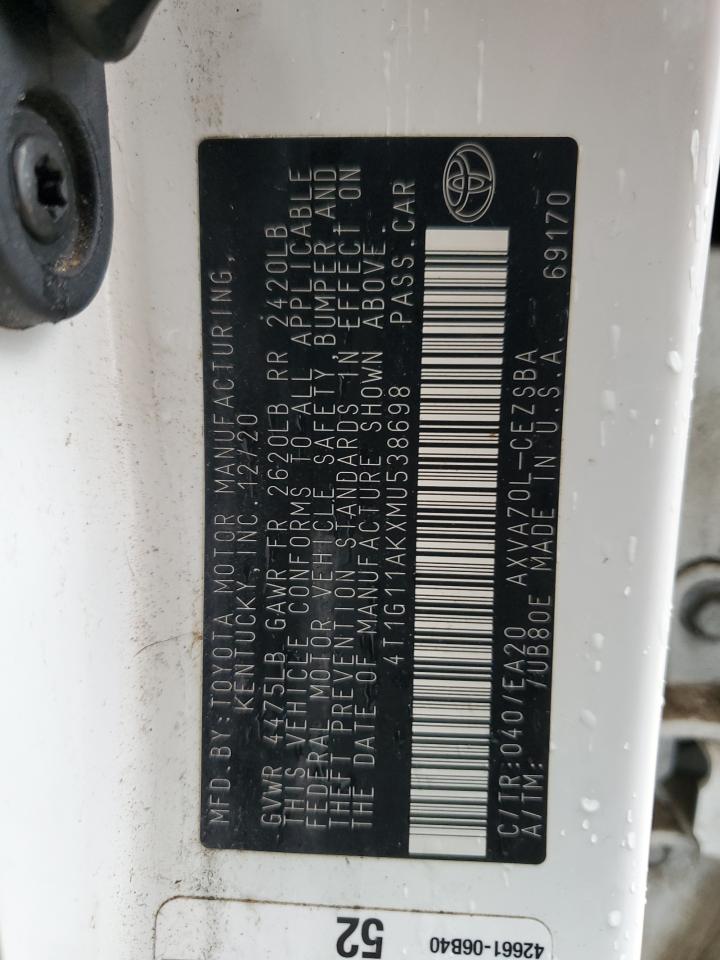 MFD.BY:TOYOTA MOTOR MANUFACTURING,
KENTUCKY, INC 12/20
GVWR 4475LB GAWR FR 2620LB RR 2420LB
THIS VEHICLE CONFORMS TO ALL APPLICABLE
FEDERAL MOTOR VEHICLE SAFETY, BUMPER AND
THEFT PREVENTION STANDARDS IN EFFECT ON
THE DATE OF MANUFACTURE SHOWN ABOVE.
4T1G11AKXMU538698 PASS.CAR
C/TR:040/EA20 AXVA70L-CEZSBA
A/TM: /UB80E MADE IN U.S.A. 69170
52
42661-06B40